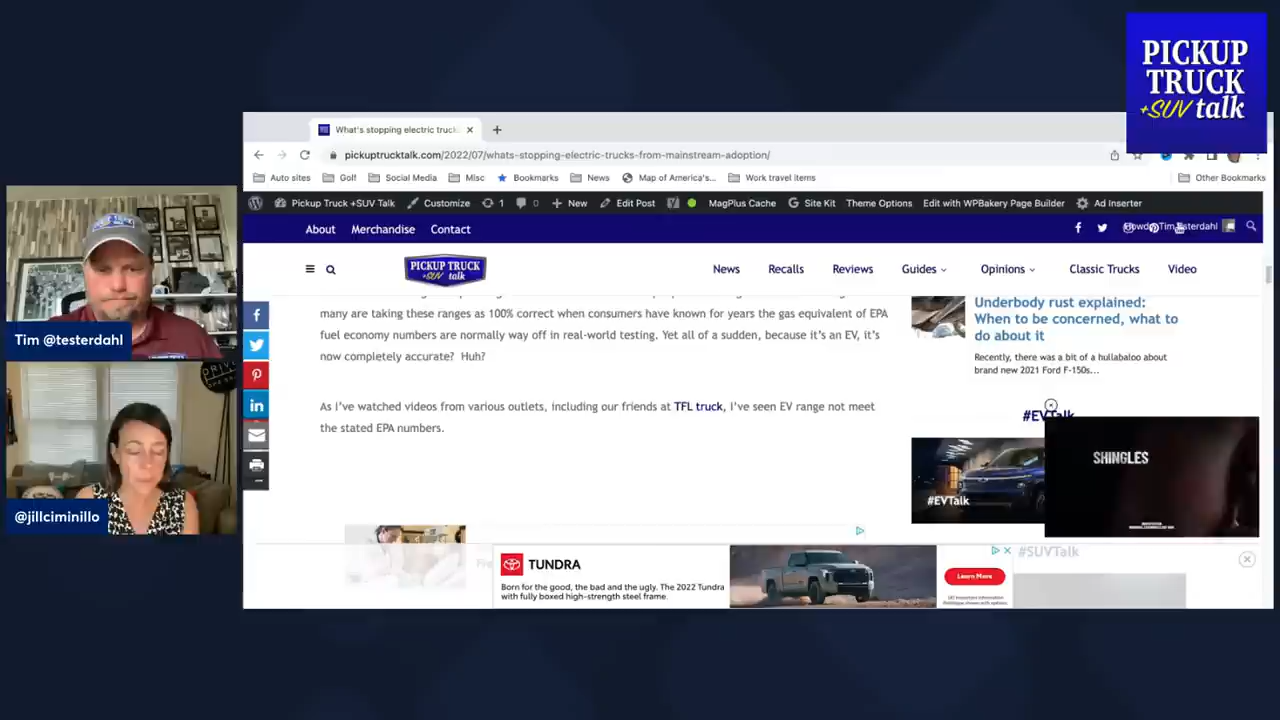 PICKUP
TRUCK
+SUV talk
What's stopping electric truck
pickuptrucktalk.com/2022/07/whats-stopping-electric-trucks-from-mainstream-adoption/
Auto sites
Golf
Social Media
Misc
Bookmarks
News
Map of America's...
Work travel items
Other Bookmarks
Pickup Truck +SUV Talk
Customize
1
0
New
Edit Post
MagPlus Cache
Site Kit
Theme Options
Edit with WPBakery Page Builder
Ad Inserter
About
Merchandise
Contact
PICKUP TRUCK
+SUV talk
News
Recalls
Reviews
Guides
Opinions
Classic Trucks
Video
many are taking these ranges as 100% correct when consumers have known for years the gas equivalent of EPA
fuel economy numbers are normally way off in real-world testing. Yet all of a sudden, because it's an EV, it's
now completely accurate? Huh?
As I've watched videos from various outlets, including our friends at TFL truck, I've seen EV range not meet
the stated EPA numbers.
Underbody rust explained:
When to be concerned, what to
do about it
Recently, there was a bit of a hullabaloo about
brand new 2021 Ford F-150s...
#EVTalk
#EVTalk
SHINGLES
#SUVTalk
TUNDRA
Born for the good, the bad and the ugly. The 2022 Tundra
with fully boxed high-strength steel frame.
Learn More
Tim @testerdahl
@jillciminillo